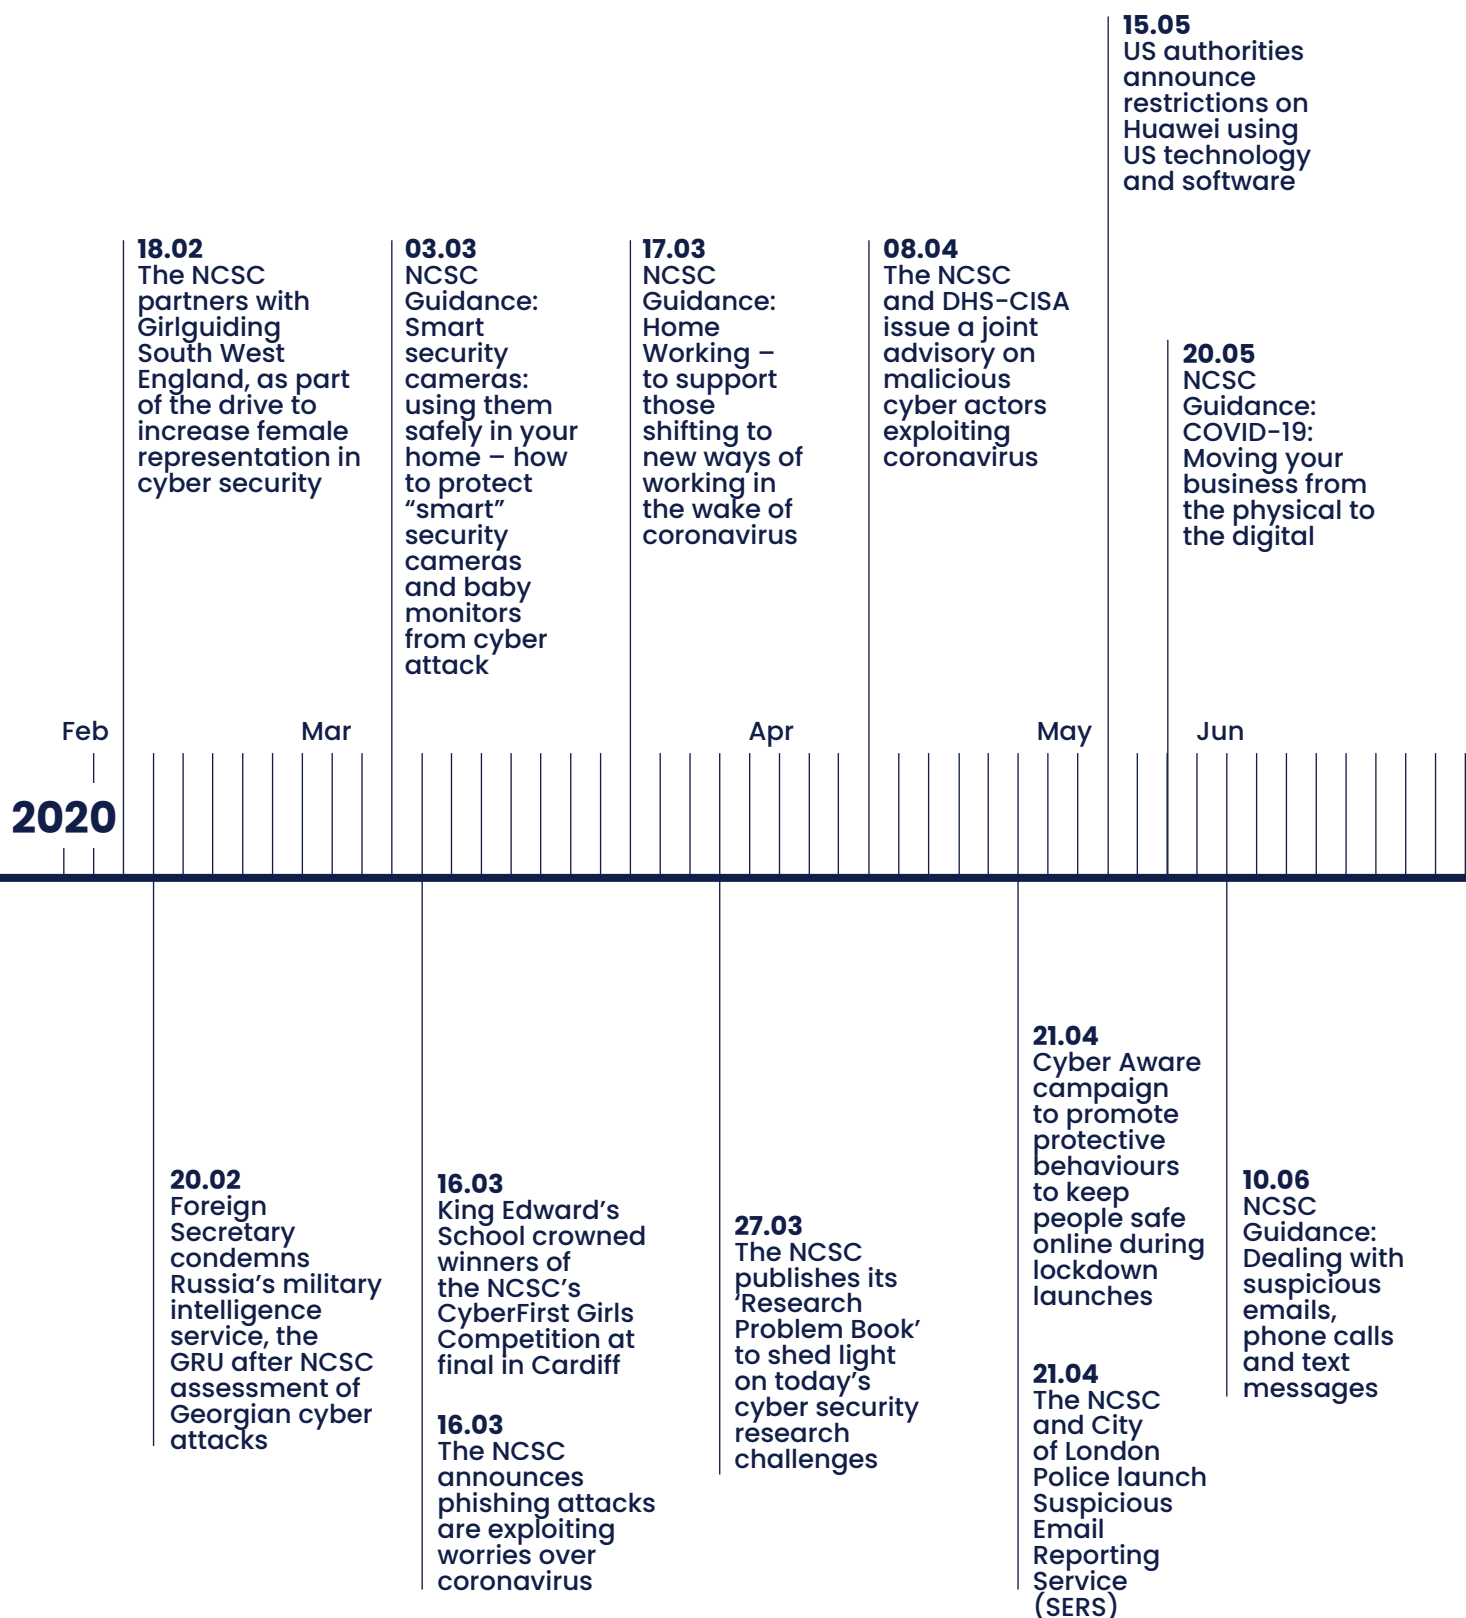 15.05
US authorities
announce
restrictions on
Huawei using
US technology
and software
18.02
The NCSC
partners with
Girlguiding
South West
England, as part
of the drive to
increase female
representation in
cyber security
03.03
NCSC
Guidance:
Smart
security
cameras:
using them
safely in your
home – how
to protect
“smart”
security
cameras
and baby
monitors
from cyber
attack
17.03
NCSC
Guidance:
Home
Working –
to support
those
shifting to
new ways of
working in
the wake of
coronavirus
08.04
The NCSC
and DHS-CISA
issue a joint
advisory on
malicious
cyber actors
exploiting
coronavirus
20.05
NCSC
Guidance:
COVID-19:
Moving your
business from
the physical to
the digital
Feb
Mar
Apr
May
Jun
2020
20.02
Foreign
Secretary
condemns
Russia’s military
intelligence
service, the
GRU after NCSC
assessment of
Georgian cyber
attacks
16.03
King Edward’s
School crowned
winners of
the NCSC’s
CyberFirst Girls
Competition at
final in Cardiff
16.03
The NCSC
announces
phishing attacks
are exploiting
worries over
coronavirus
27.03
The NCSC
publishes its
‘Research
Problem Book’
to shed light
on today’s
cyber security
research
challenges
21.04
Cyber Aware
campaign
to promote
protective
behaviours
to keep
people safe
online during
lockdown
launches
21.04
The NCSC
and City
of London
Police launch
Suspicious
Email
Reporting
Service
(SERS)
10.06
NCSC
Guidance:
Dealing with
suspicious
emails,
phone calls
and text
messages